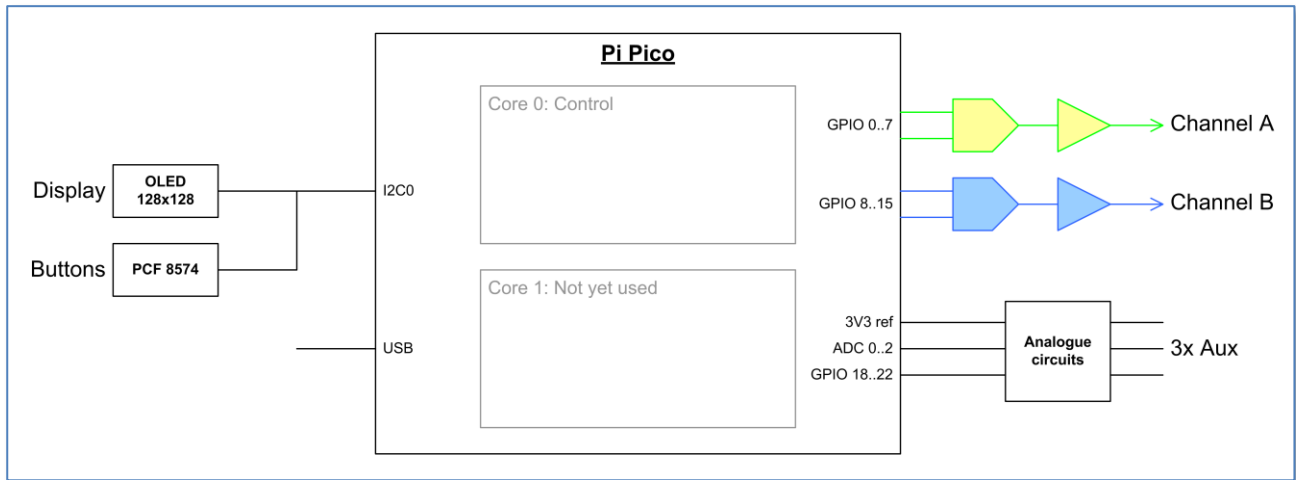 Pi Pico
Core 0: Control
GPIO 0..7
Channel A
Display
OLED
128x128
I2C0
GPIO 8..15
Channel B
Buttons
PCF 8574
Core 1: Not yet used
USB
3V3 ref
ADC 0..2
GPIO 18..22
Analogue
circuits
3x Aux